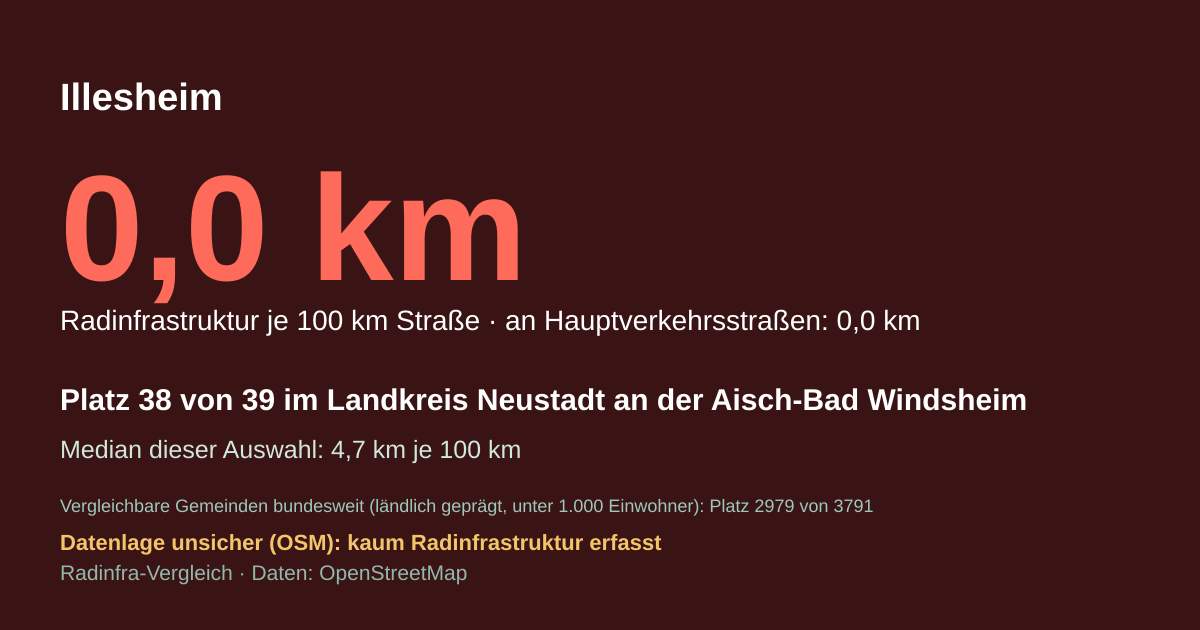 Illesheim
0,0 km
Radinfrastruktur je 100 km Straße · an Hauptverkehrsstraßen: 0,0 km
Platz 38 von 39 im Landkreis Neustadt an der Aisch-Bad Windsheim
Median dieser Auswahl: 4,7 km je 100 km
Vergleichbare Gemeinden bundesweit (ländlich geprägt, unter 1.000 Einwohner): Platz 2979 von 3791
Datenlage unsicher (OSM): kaum Radinfrastruktur erfasst
Radinfra-Vergleich · Daten: OpenStreetMap